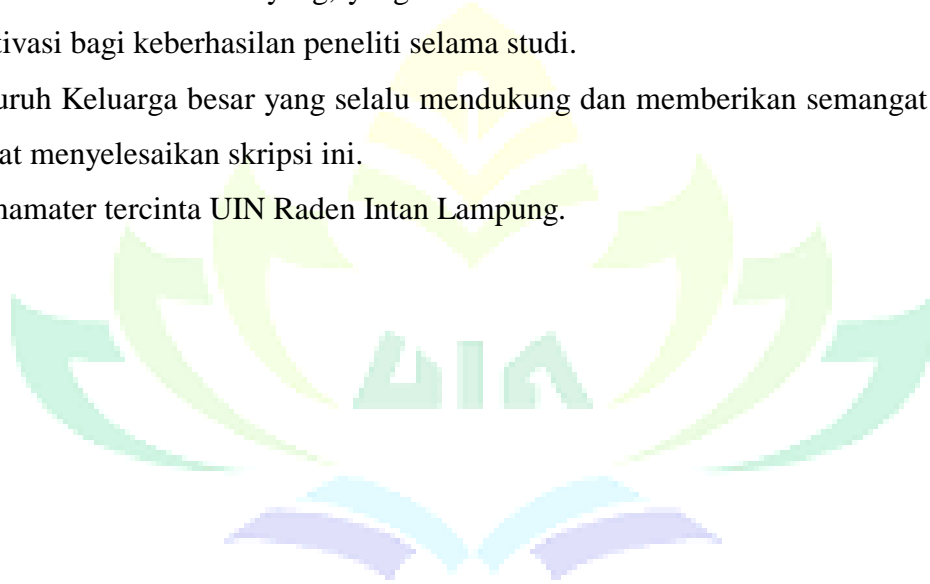 tivasi bagi keberhasilan peneliti selama studi.
uruh Keluarga besar yang selalu mendukung dan memberikan semangat
at menyelesaikan skripsi ini.
namater tercinta UIN Raden Intan Lampung.
UIN